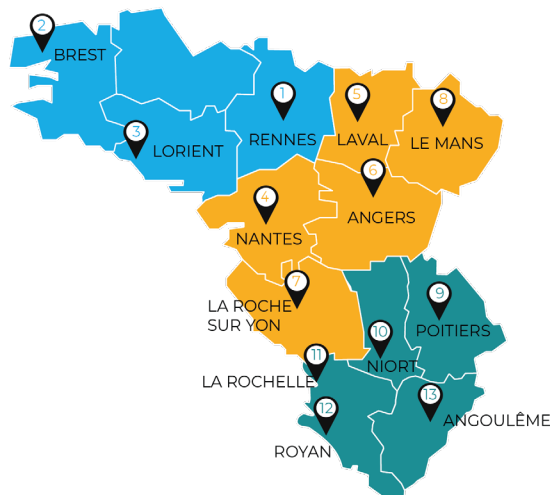 2
BREST
1
RENNES
3
LORIENT
5
LAVAL
8
LE MANS
6
ANGERS
4
NANTES
7
LA ROCHE
SUR YON
9
POITIERS
10
NIORT
11
LA ROCHELLE
12
ROYAN
13
ANGOULÊME